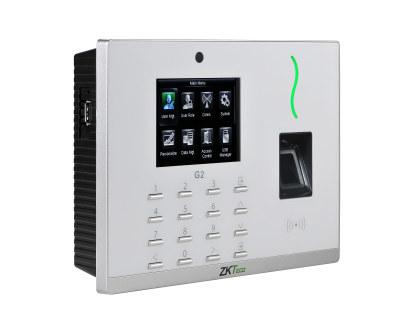 Main Menu
User Mgt. User Role Comm. System
Personalize Data Mgt. Access Control USB Manager
G2
1 2 3
4 5 6
7 8 9
< 0 >
ZKTeco